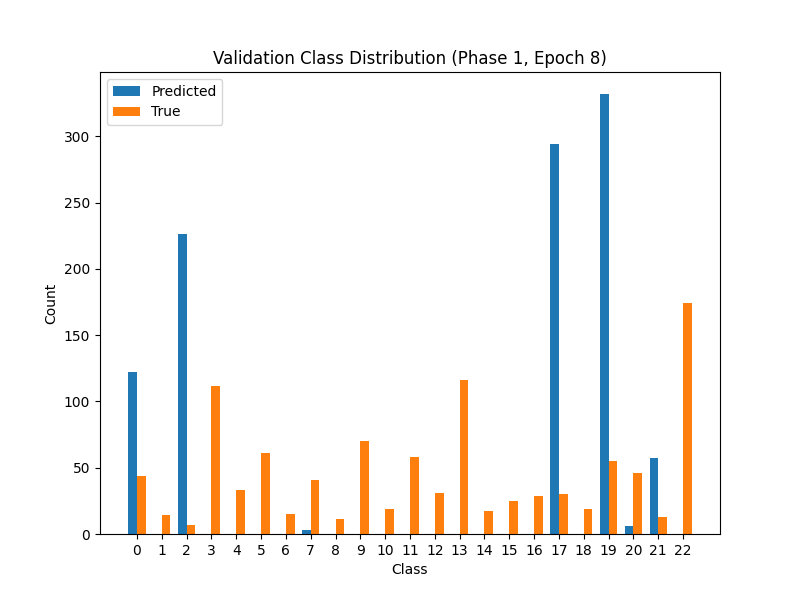 Validation Class Distribution (Phase 1, Epoch 8)
Predicted
True
300
250
200
150
100
50
0
Count
0 1 2 3 4 5 6 7 8 9 10 11 12 13 14 15 16 17 18 19 20 21 22
Class